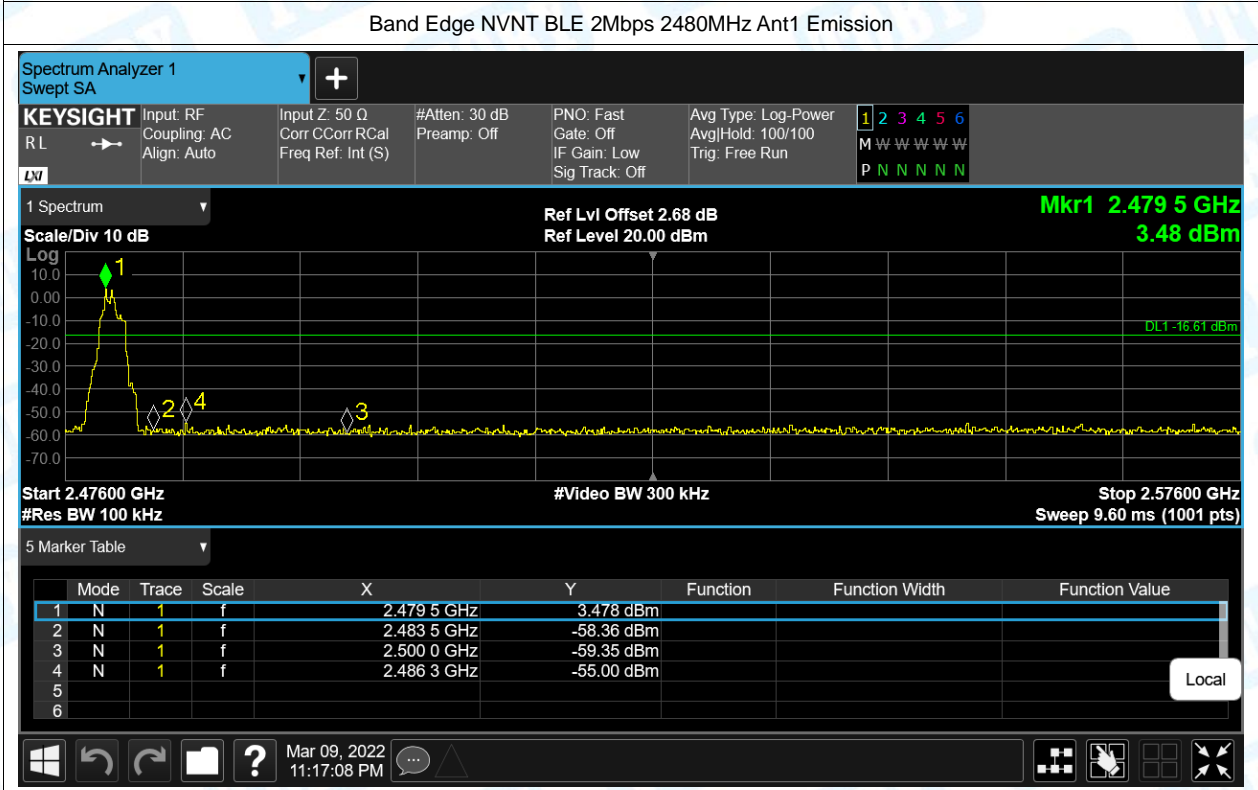 Band Edge NVNT BLE 2Mbps 2480MHz Ant1 Emission
Spectrum Analyzer 1
Swept SA
KEYSIGHT
RL
LXI
Input: RF
Coupling: AC
Align: Auto
Input Z: 50 Ω
Corr CCorr RCal
Freq Ref: Int (S)
#Atten: 30 dB
Preamp: Off
PNO: Fast
Gate: Off
IF Gain: Low
Sig Track: Off
Avg Type: Log-Power
Avg|Hold: 100/100
Trig: Free Run
1 2 3 4 5 6
M W W W W W
P N N N N N
1 Spectrum
Scale/Div 10 dB
Ref Lvl Offset 2.68 dB
Ref Level 20.00 dBm
Mkr1 2.479 5 GHz
3.48 dBm
Log
10.0
0.00
-10.0
-20.0
-30.0
-40.0
-50.0
-60.0
-70.0
1
2
4
3
DL1 -16.61 dBm
Start 2.47600 GHz
#Res BW 100 kHz
#Video BW 300 kHz
Stop 2.57600 GHz
Sweep 9.60 ms (1001 pts)
5 Marker Table
Mode Trace Scale X Y Function Function Width Function Value
1 N 1 f 2.479 5 GHz 3.478 dBm
2 N 1 f 2.483 5 GHz -58.36 dBm
3 N 1 f 2.500 0 GHz -59.35 dBm
4 N 1 f 2.486 3 GHz -55.00 dBm
5
6
Local
?
Mar 09, 2022
11:17:08 PM